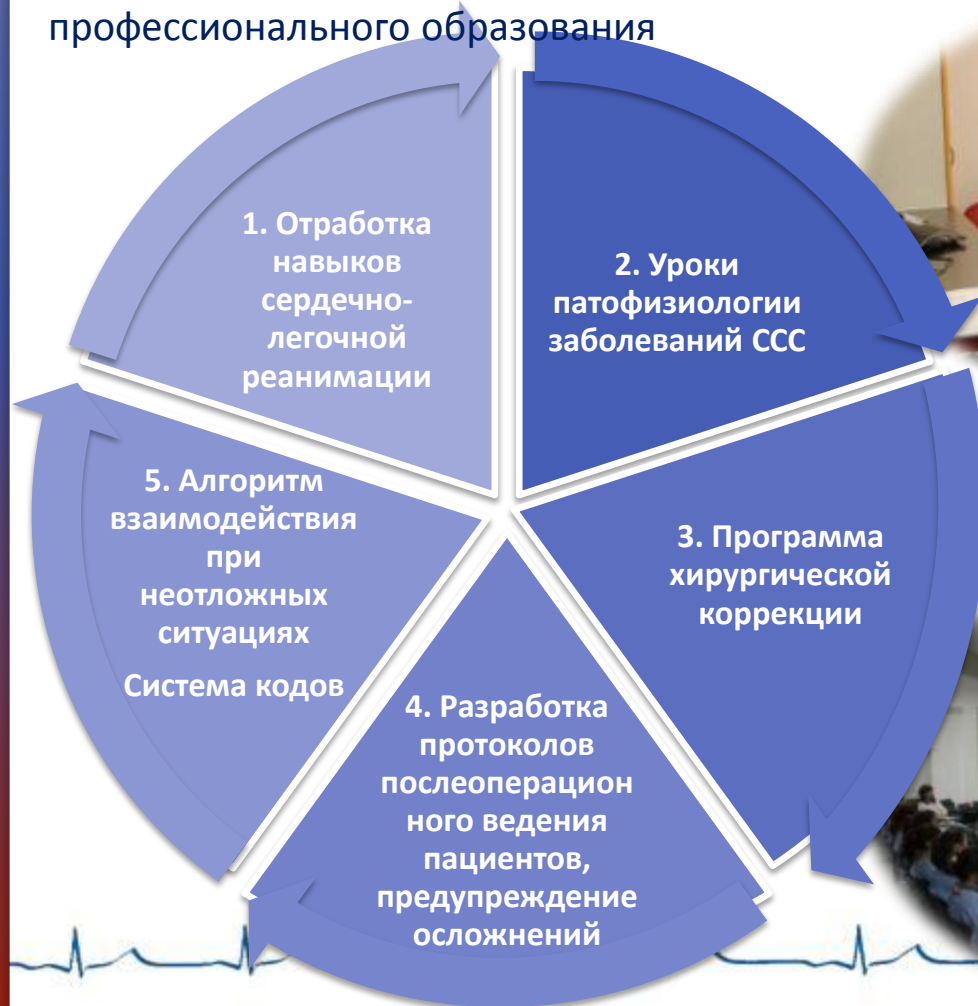 профессионального образования
1. Отработка
навыков
сердечно-
легочной
реанимации
2. Уроки
патофизиологии
заболеваний ССС
3. Программа
хирургической
коррекции
4. Разработка
протоколов
послеоперацион
ного ведения
пациентов,
предупреждение
осложнений
5. Алгоритм
взаимодействия
при
неотложных
ситуациях
Система кодов